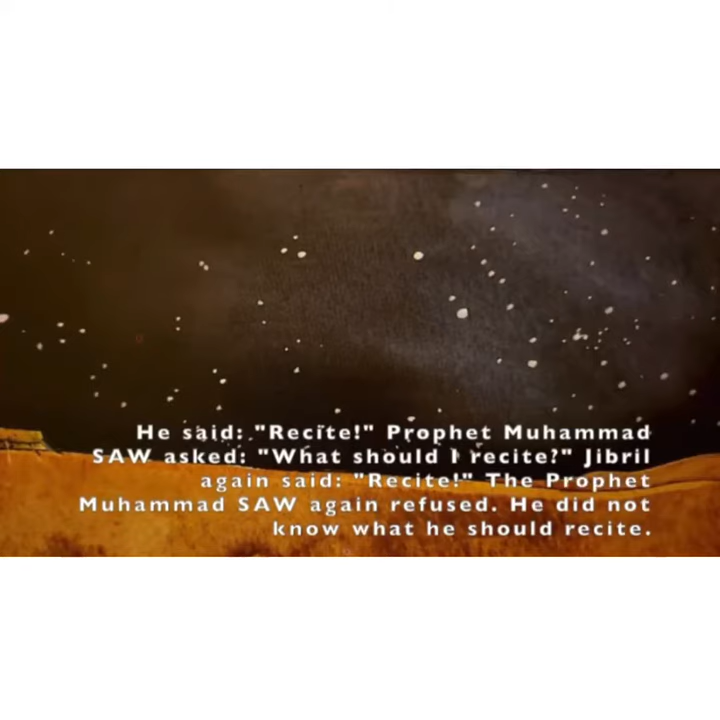 He said: "Recite!" Prophet Muhammad
SAW asked: "What should I recite?" Jibril
again said: "Recite!" The Prophet
Muhammad SAW again refused. He did not
know what he should recite.